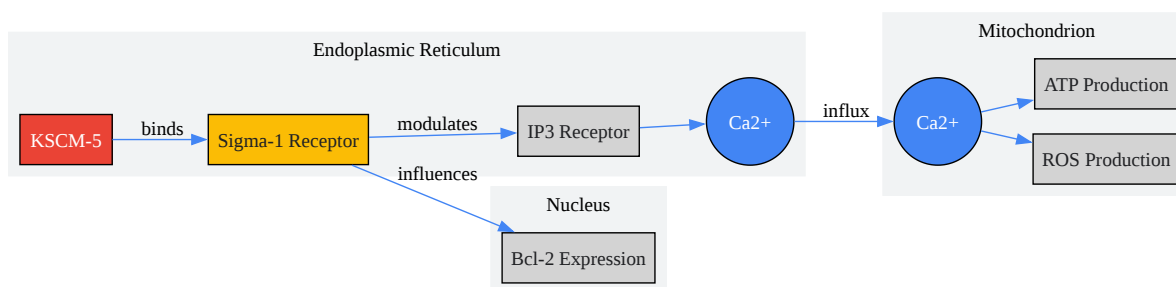 Endoplasmic Reticulum
Mitochondrion
KSCM-5
binds
Sigma-1 Receptor
modulates
IP3 Receptor
Ca2+
influx
Ca2+
ATP Production
ROS Production
influences
Nucleus
Bcl-2 Expression